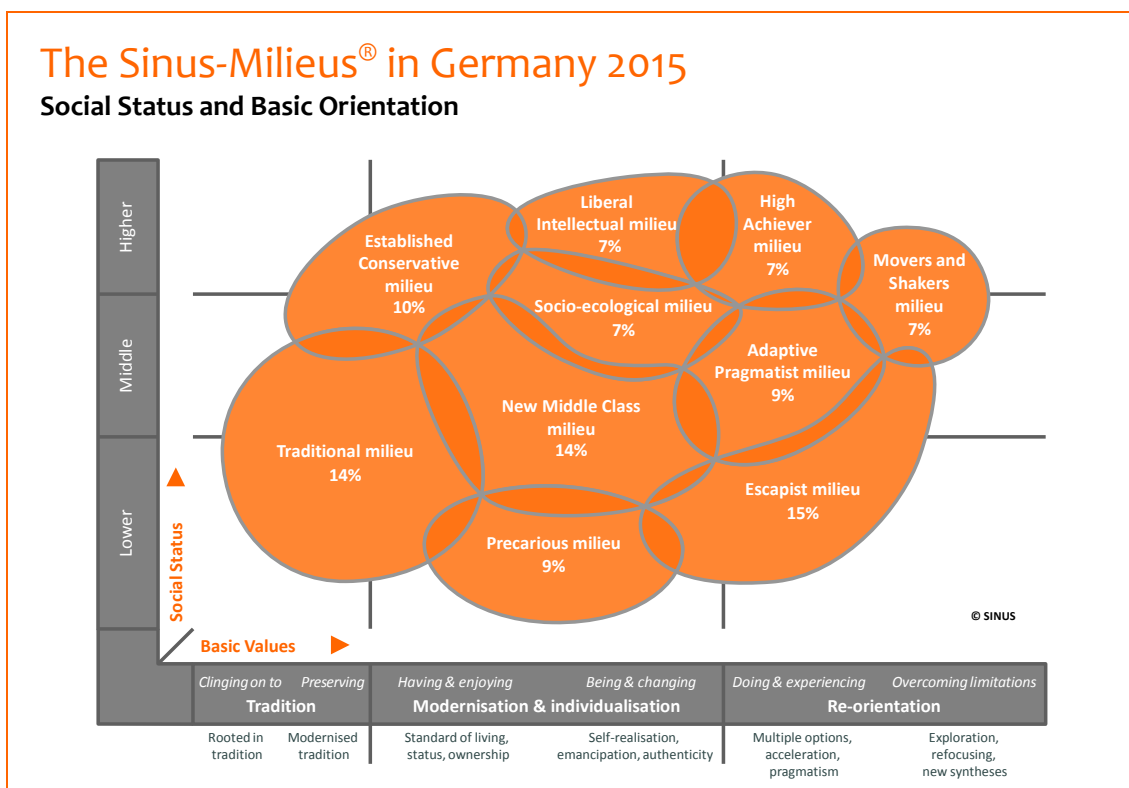 The Sinus-Milieus® in Germany 2015
Social Status and Basic Orientation
Higher
Middle
Lower
Social Status
Liberal
Intellectual milieu
7%
High
Achiever
milieu
7%
Established
Conservative
milieu
10%
Movers and
Shakers
milieu
7%
Socio-ecological milieu
7%
Adaptive
Pragmatist milieu
9%
New Middle Class
milieu
14%
Traditional milieu
14%
Escapist milieu
15%
Precarious milieu
9%
© SINUS
Basic Values
Clinging on to
Preserving
Tradition
Having & enjoying
Being & changing
Modernisation & individualisation
Doing & experiencing
Overcoming limitations
Re-orientation
Rooted in
tradition
Modernised
tradition
Standard of living,
status, ownership
Self-realisation,
emancipation, authenticity
Multiple options,
acceleration,
pragmatism
Exploration,
refocusing,
new syntheses